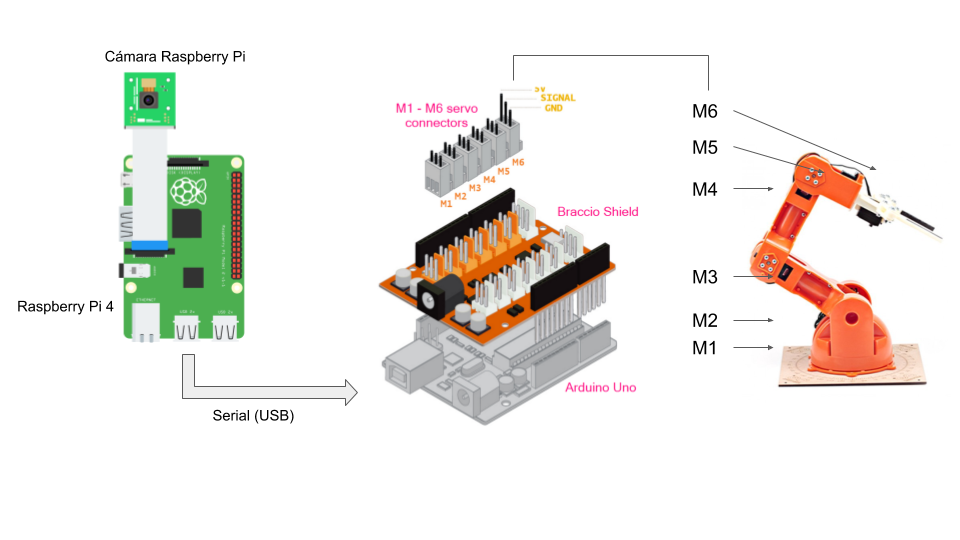 Cámara Raspberry Pi
Raspberry Pi 4
Serial (USB)
5V
SIGNAL
GND
M1 - M6 servo
connectors
M6
M5
M4
M3
M2
M1
Braccio Shield
Arduino Uno
M6
M5
M4
M3
M2
M1